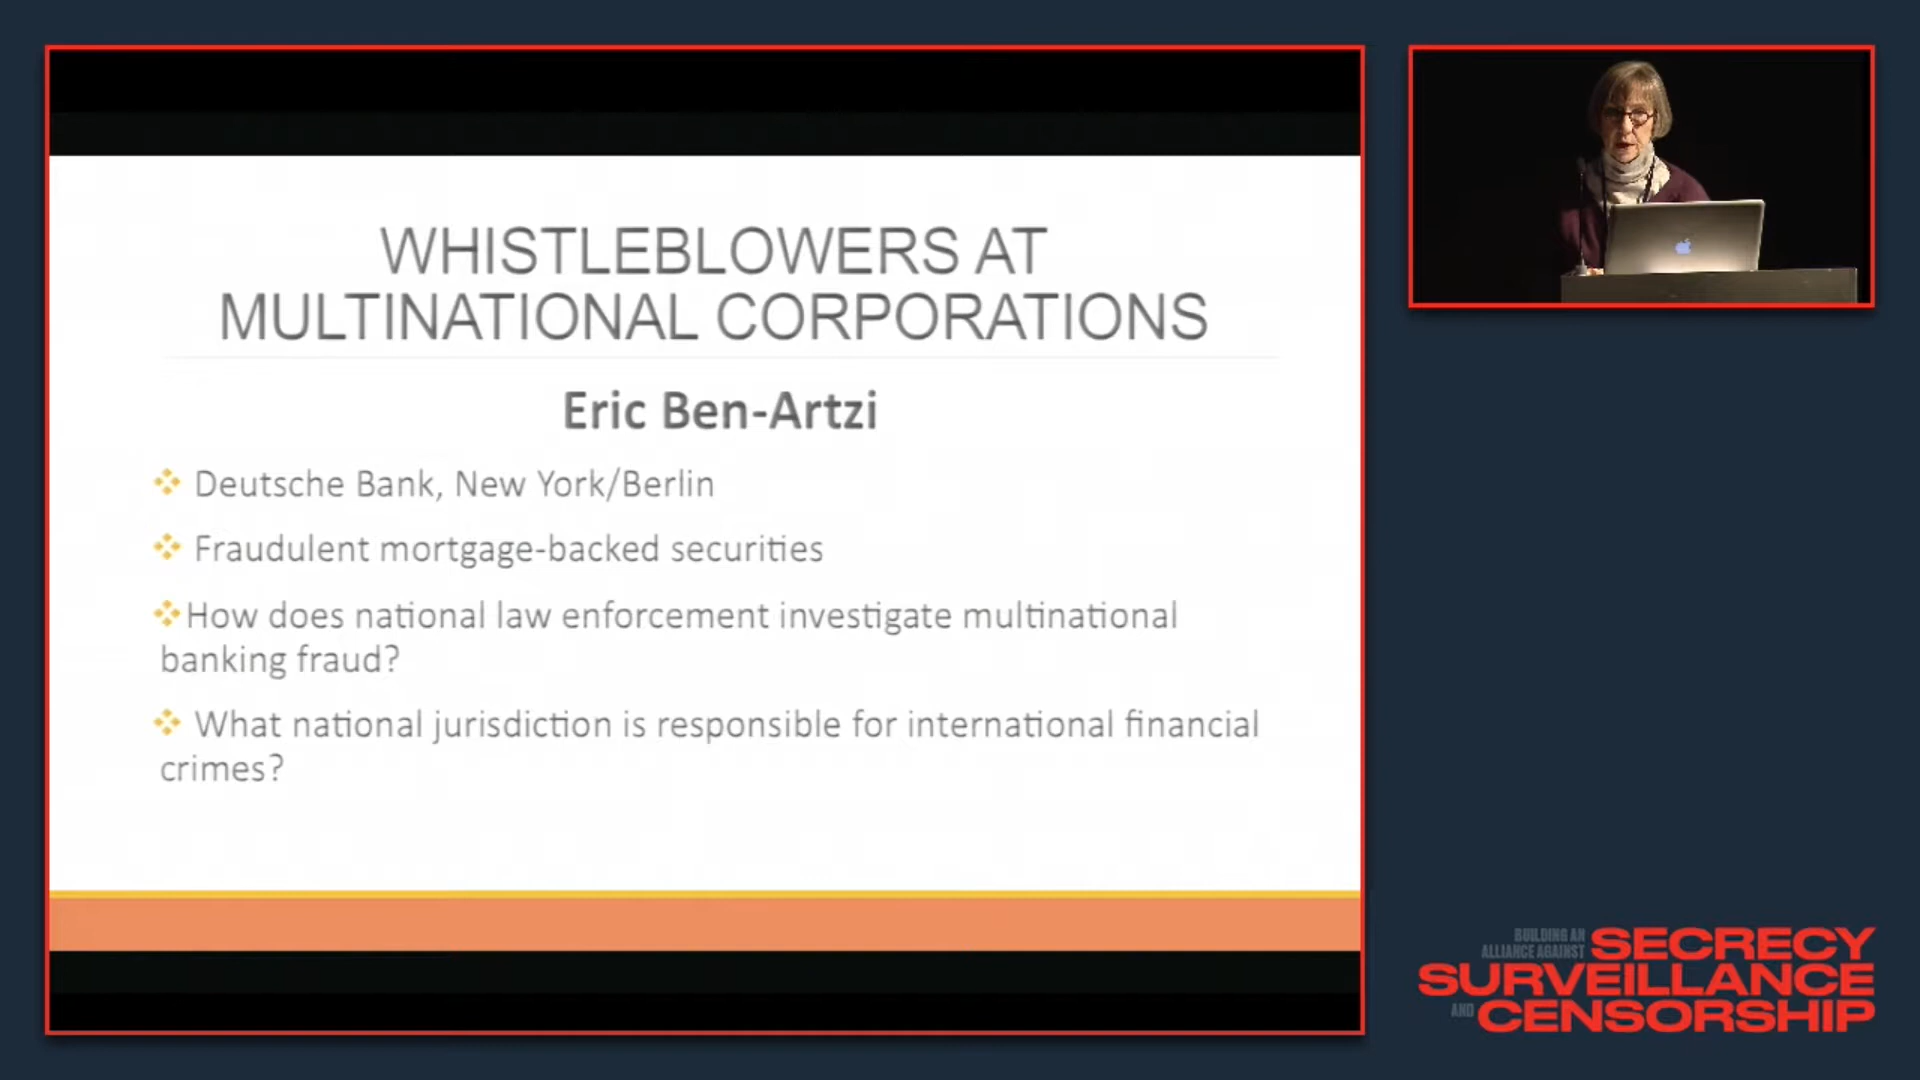 WHISTLEBLOWERS AT
MULTINATIONAL CORPORATIONS
Eric Ben-Artzi
Deutsche Bank, New York/Berlin
Fraudulent mortgage-backed securities
How does national law enforcement investigate multinational
banking fraud?
What national jurisdiction is responsible for international financial
crimes?
BUILDING AN
ALLIANCE AGAINST
SECRECY
SURVEILLANCE
AND CENSORSHIP